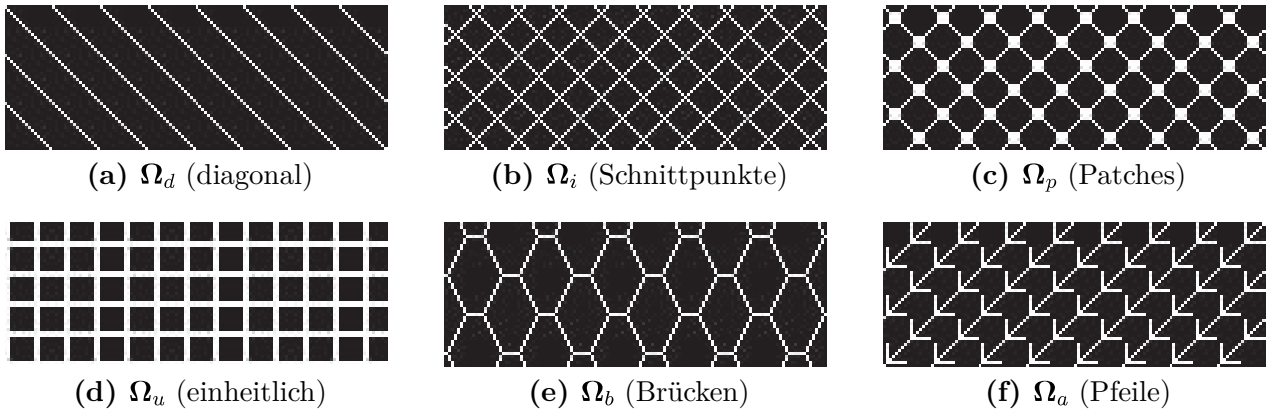 (a) Ω_d (diagonal)
(b) Ω_i (Schnittpunkte)
(c) Ω_p (Patches)
(d) Ω_u (einheitlich)
(e) Ω_b (Brücken)
(f) Ω_a (Pfeile)